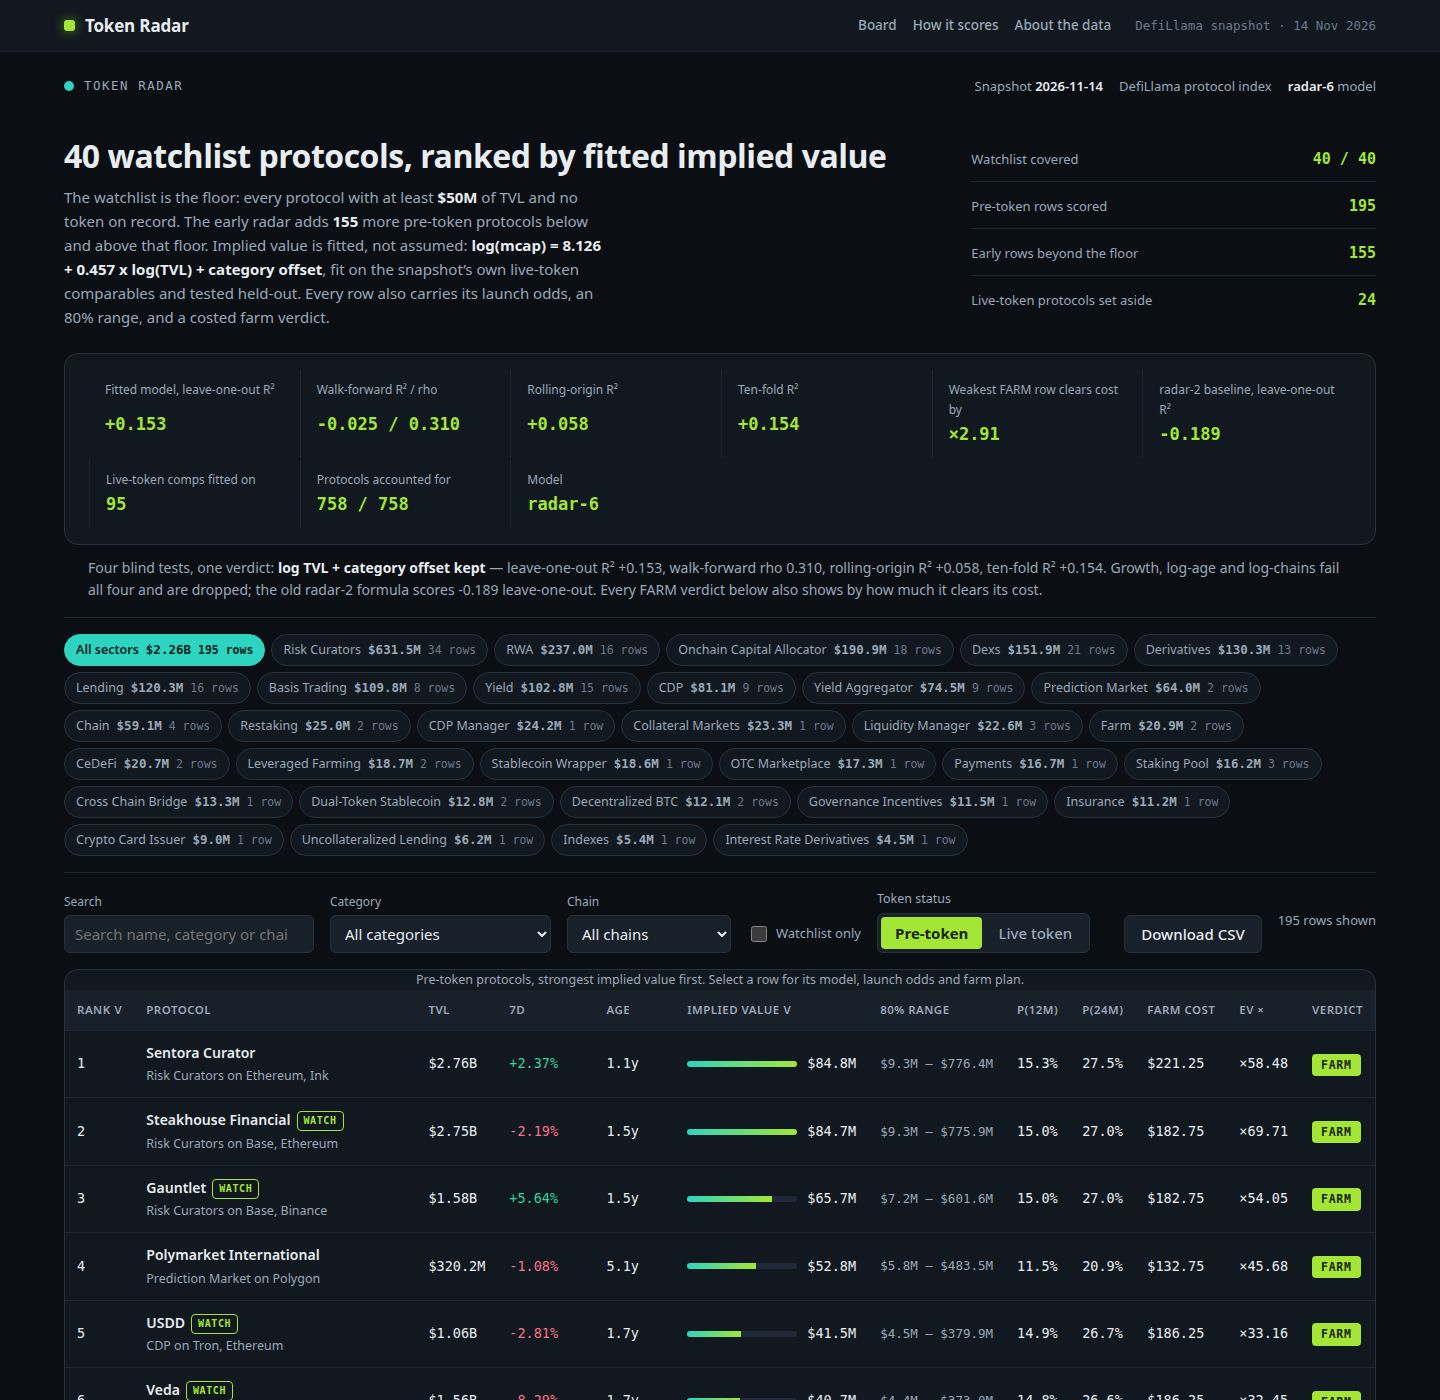 Token Radar
Board How it scores About the data DefiLlama snapshot · 14 Nov 2026
TOKEN RADAR
Snapshot 2026-11-14 DefiLlama protocol index radar-6 model
40 watchlist protocols, ranked by fitted implied value
The watchlist is the floor: every protocol with at least $50M of TVL and no
token on record. The early radar adds 155 more pre-token protocols below
and above that floor. Implied value is fitted, not assumed: log(mcap) = 8.126
+ 0.457 x log(TVL) + category offset, fit on the snapshot's own live-token
comparables and tested held-out. Every row also carries its launch odds, an
80% range, and a costed farm verdict.
Watchlist covered 40 / 40
Pre-token rows scored 195
Early rows beyond the floor 155
Live-token protocols set aside 24
Fitted model, leave-one-out R²
+0.153
Walk-forward R² / rho
-0.025 / 0.310
Rolling-origin R²
+0.058
Ten-fold R²
+0.154
Weakest FARM row clears cost
by
×2.91
radar-2 baseline, leave-one-out
R²
-0.189
Live-token comps fitted on
95
Protocols accounted for
758 / 758
Model
radar-6
Four blind tests, one verdict: log TVL + category offset kept — leave-one-out R² +0.153, walk-forward rho 0.310, rolling-origin R² +0.058, ten-fold R² +0.154. Growth, log-age and log-chains fail
all four and are dropped; the old radar-2 formula scores -0.189 leave-one-out. Every FARM verdict below also shows by how much it clears its cost.
All sectors $2.26B 195 rows Risk Curators $631.5M 34 rows RWA $237.0M 16 rows Onchain Capital Allocator $190.9M 18 rows Dexs $151.9M 21 rows Derivatives $130.3M 13 rows
Lending $120.3M 16 rows Basis Trading $109.8M 8 rows Yield $102.8M 15 rows CDP $81.1M 9 rows Yield Aggregator $74.5M 9 rows Prediction Market $64.0M 2 rows
Chain $59.1M 4 rows Restaking $25.0M 2 rows CDP Manager $24.2M 1 row Collateral Markets $23.3M 1 row Liquidity Manager $22.6M 3 rows Farm $20.9M 2 rows
CeDeFi $20.7M 2 rows Leveraged Farming $18.7M 2 rows Stablecoin Wrapper $18.6M 1 row OTC Marketplace $17.3M 1 row Payments $16.7M 1 row Staking Pool $16.2M 3 rows
Cross Chain Bridge $13.3M 1 row Dual-Token Stablecoin $12.8M 2 rows Decentralized BTC $12.1M 2 rows Governance Incentives $11.5M 1 row Insurance $11.2M 1 row
Crypto Card Issuer $9.0M 1 row Uncollateralized Lending $6.2M 1 row Indexes $5.4M 1 row Interest Rate Derivatives $4.5M 1 row
Search Category Chain Token status
Search name, category or chai All categories All chains Watchlist only Pre-token Live token Download CSV 195 rows shown
Pre-token protocols, strongest implied value first. Select a row for its model, launch odds and farm plan.
RANK V PROTOCOL TVL 7D AGE IMPLIED VALUE V 80% RANGE P(12M) P(24M) FARM COST EV × VERDICT
1 Sentora Curator $2.76B +2.37% 1.1y $84.8M $9.3M – $776.4M 15.3% 27.5% $221.25 ×58.48 FARM
Risk Curators on Ethereum, Ink
2 Steakhouse Financial WATCH $2.75B -2.19% 1.5y $84.7M $9.3M – $775.9M 15.0% 27.0% $182.75 ×69.71 FARM
Risk Curators on Base, Ethereum
3 Gauntlet WATCH $1.58B +5.64% 1.5y $65.7M $7.2M – $601.6M 15.0% 27.0% $182.75 ×54.05 FARM
Risk Curators on Base, Binance
4 Polymarket International $320.2M -1.08% 5.1y $52.8M $5.8M – $483.5M 11.5% 20.9% $132.75 ×45.68 FARM
Prediction Market on Polygon
5 USDD WATCH $1.06B -2.81% 1.7y $41.5M $4.5M – $379.9M 14.9% 26.7% $186.25 ×33.16 FARM
CDP on Tron, Ethereum
Veda WATCH